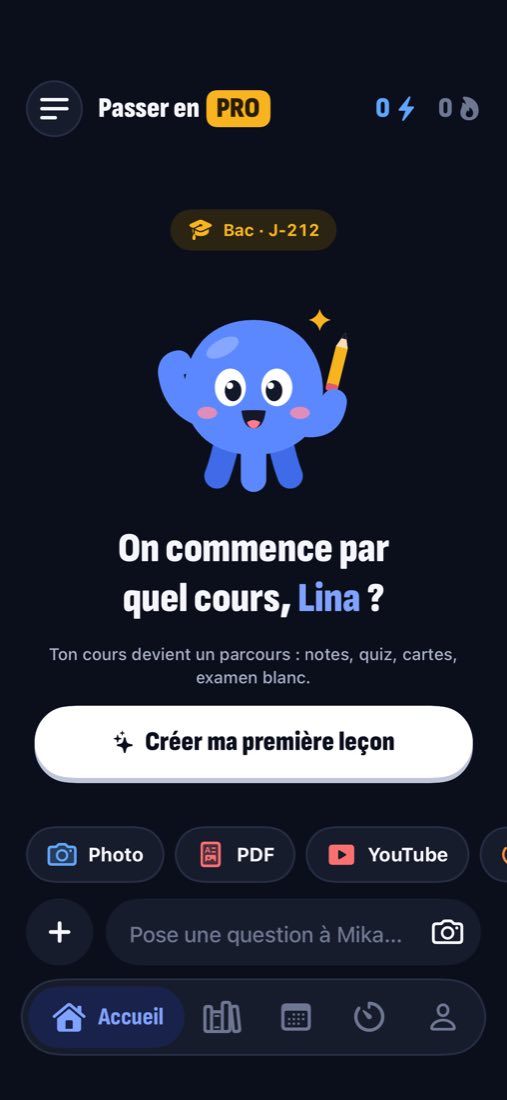 Passer en PRO
0
0
Bac · J-212
On commence par
quel cours, Lina ?
Ton cours devient un parcours : notes, quiz, cartes,
examen blanc.
Créer ma première leçon
Photo
PDF
YouTube
Pose une question à Mika...
Accueil